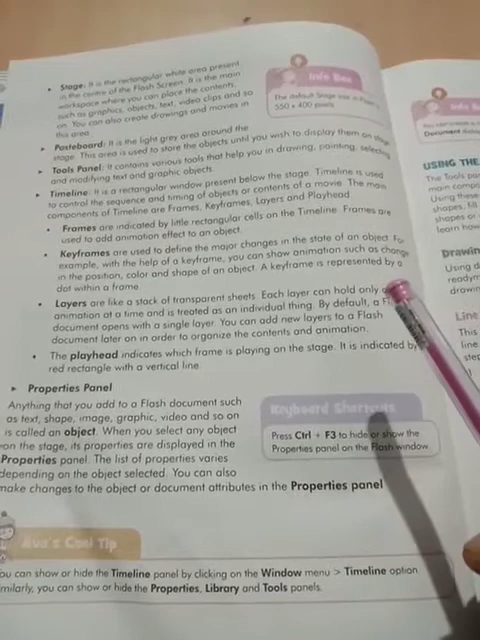 Stage: It is the rectangular white area present
in the centre of the Flash Screen. It is the main
workspace where you can place the contents,
such as graphics, objects, text, video clips and so
on. You can also create drawings and movies in
this area.
Pasteboard: It is the light grey area around the
stage. This area is used to store the objects until you wish to display them on stage.
Tools Panel: It contains various tools that help you in drawing, painting, selecting
and modifying text and graphic objects.
Timeline: It is a rectangular window present below the stage. Timeline is used
to control the sequence and timing of objects or contents of a movie. The main
components of Timeline are Frames, Keyframes, Layers and Playhead.
Frames are indicated by little rectangular cells on the Timeline. Frames are
used to add animation effect to an object.
Keyframes are used to define the major changes in the state of an object. For
example, with the help of a keyframe, you can show animation such as change
in the position, color and shape of an object. A keyframe is represented by a
dot within a frame.
Layers are like a stack of transparent sheets. Each layer can hold only
animation at a time and is treated as an individual thing. By default, a
document opens with a single layer. You can add new layers to a Flash
document later on in order to organize the contents and animation.
The playhead indicates which frame is playing on the stage. It is indicated by
red rectangle with a vertical line.
Properties Panel
Anything that you add to a Flash document such
as text, shape, image, graphic, video and so on
is called an object. When you select any object
on the stage, its properties are displayed in the
Properties panel. The list of properties varies
depending on the object selected. You can also
make changes to the object or document attributes in the Properties panel
Info Box
The default Stage size in
550 x 400 pixels
Keyboard Shortcuts
Press Ctrl + F3 to hide or show the
Properties panel on the Flash window.
Ava's Cool Tip
ou can show or hide the Timeline panel by clicking on the Window menu > Timeline option.
milarly, you can show or hide the Properties, Library and Tools panels.
Info B
Document
USING THE
The Tools pa
main compo
Using these
shapes, fill
shapes or
learn how
Drawin
Using d
readym
drawin
Line
This
line
step